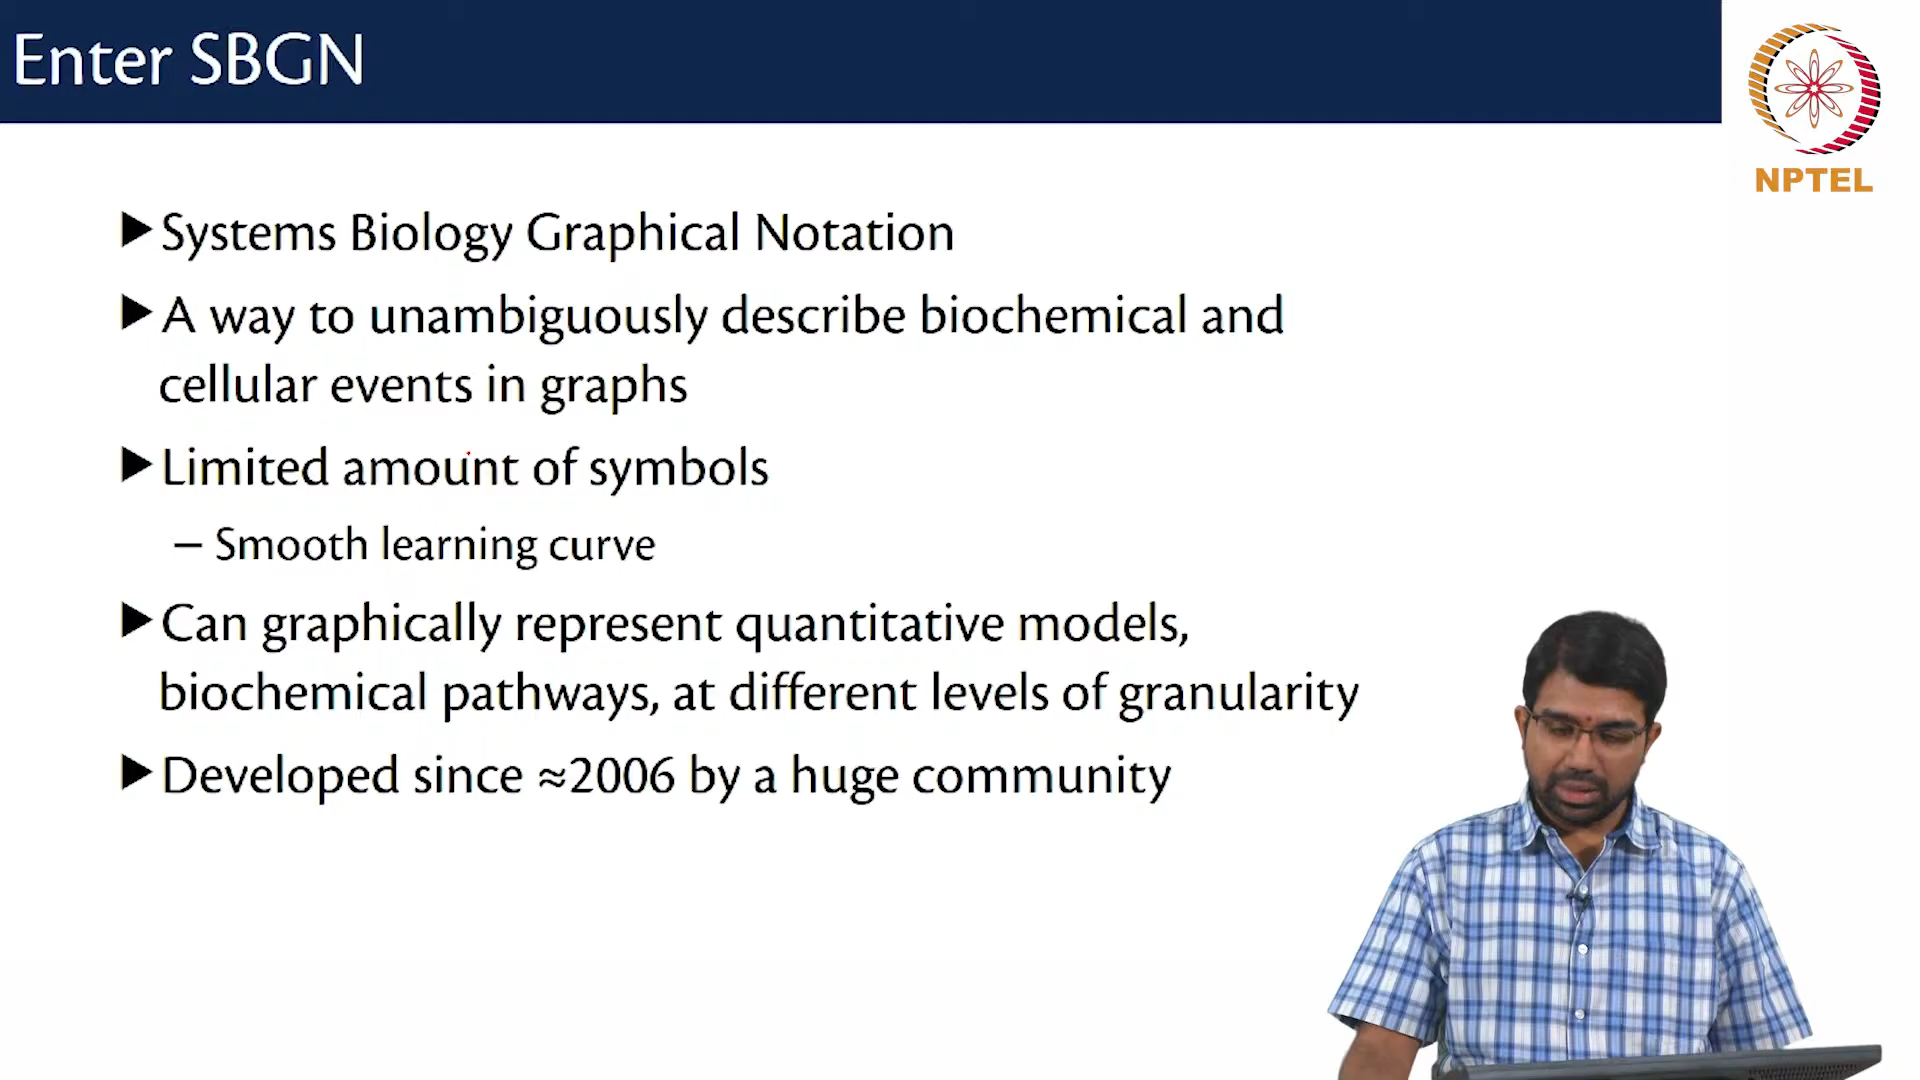 Enter SBGN
NPTEL
▶Systems Biology Graphical Notation
▶A way to unambiguously describe biochemical and
cellular events in graphs
▶Limited amount of symbols
– Smooth learning curve
▶Can graphically represent quantitative models,
biochemical pathways, at different levels of granularity
▶Developed since ≈2006 by a huge community